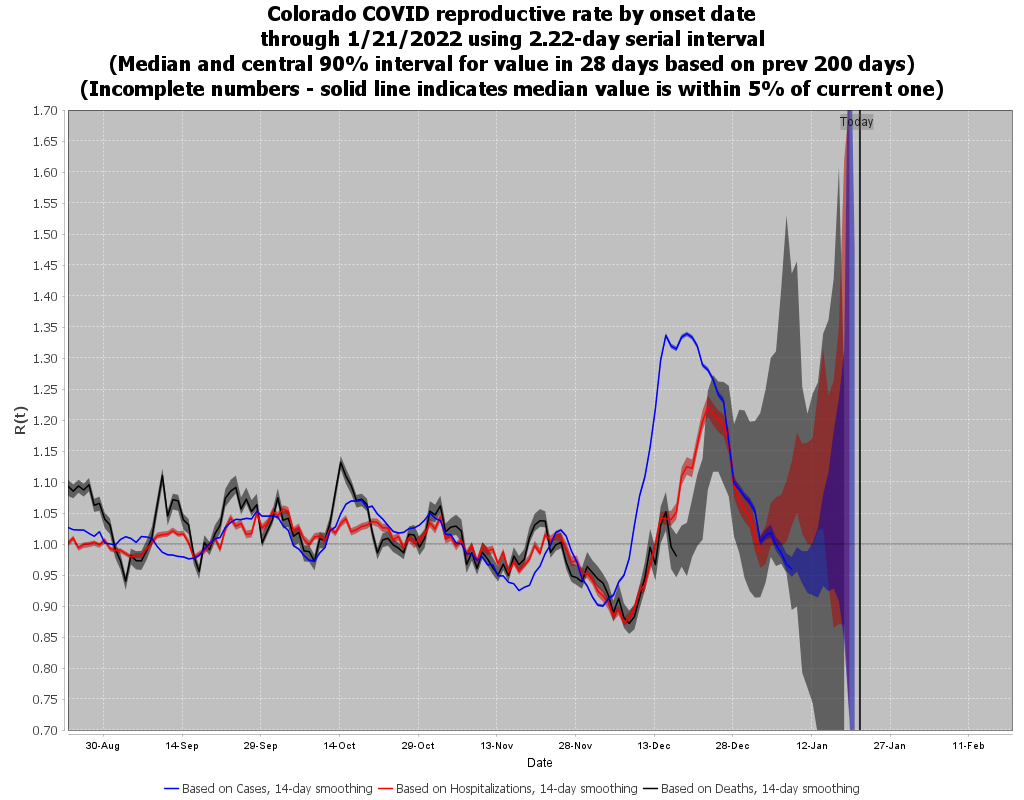 Colorado COVID reproductive rate by onset date
through 1/21/2022 using 2.22-day serial interval
(Median and central 90% interval for value in 28 days based on prev 200 days)
(Incomplete numbers - solid line indicates median value is within 5% of current one)
Today
1.70
1.65
1.60
1.55
1.50
1.45
1.40
1.35
1.30
1.25
1.20
1.15
1.10
1.05
1.00
0.95
0.90
0.85
0.80
0.75
0.70
R(t)
30-Aug 14-Sep 29-Sep 14-Oct 29-Oct 13-Nov 28-Nov 13-Dec 28-Dec 12-Jan 27-Jan 11-Feb
Date
Based on Cases, 14-day smoothing Based on Hospitalizations, 14-day smoothing Based on Deaths, 14-day smoothing